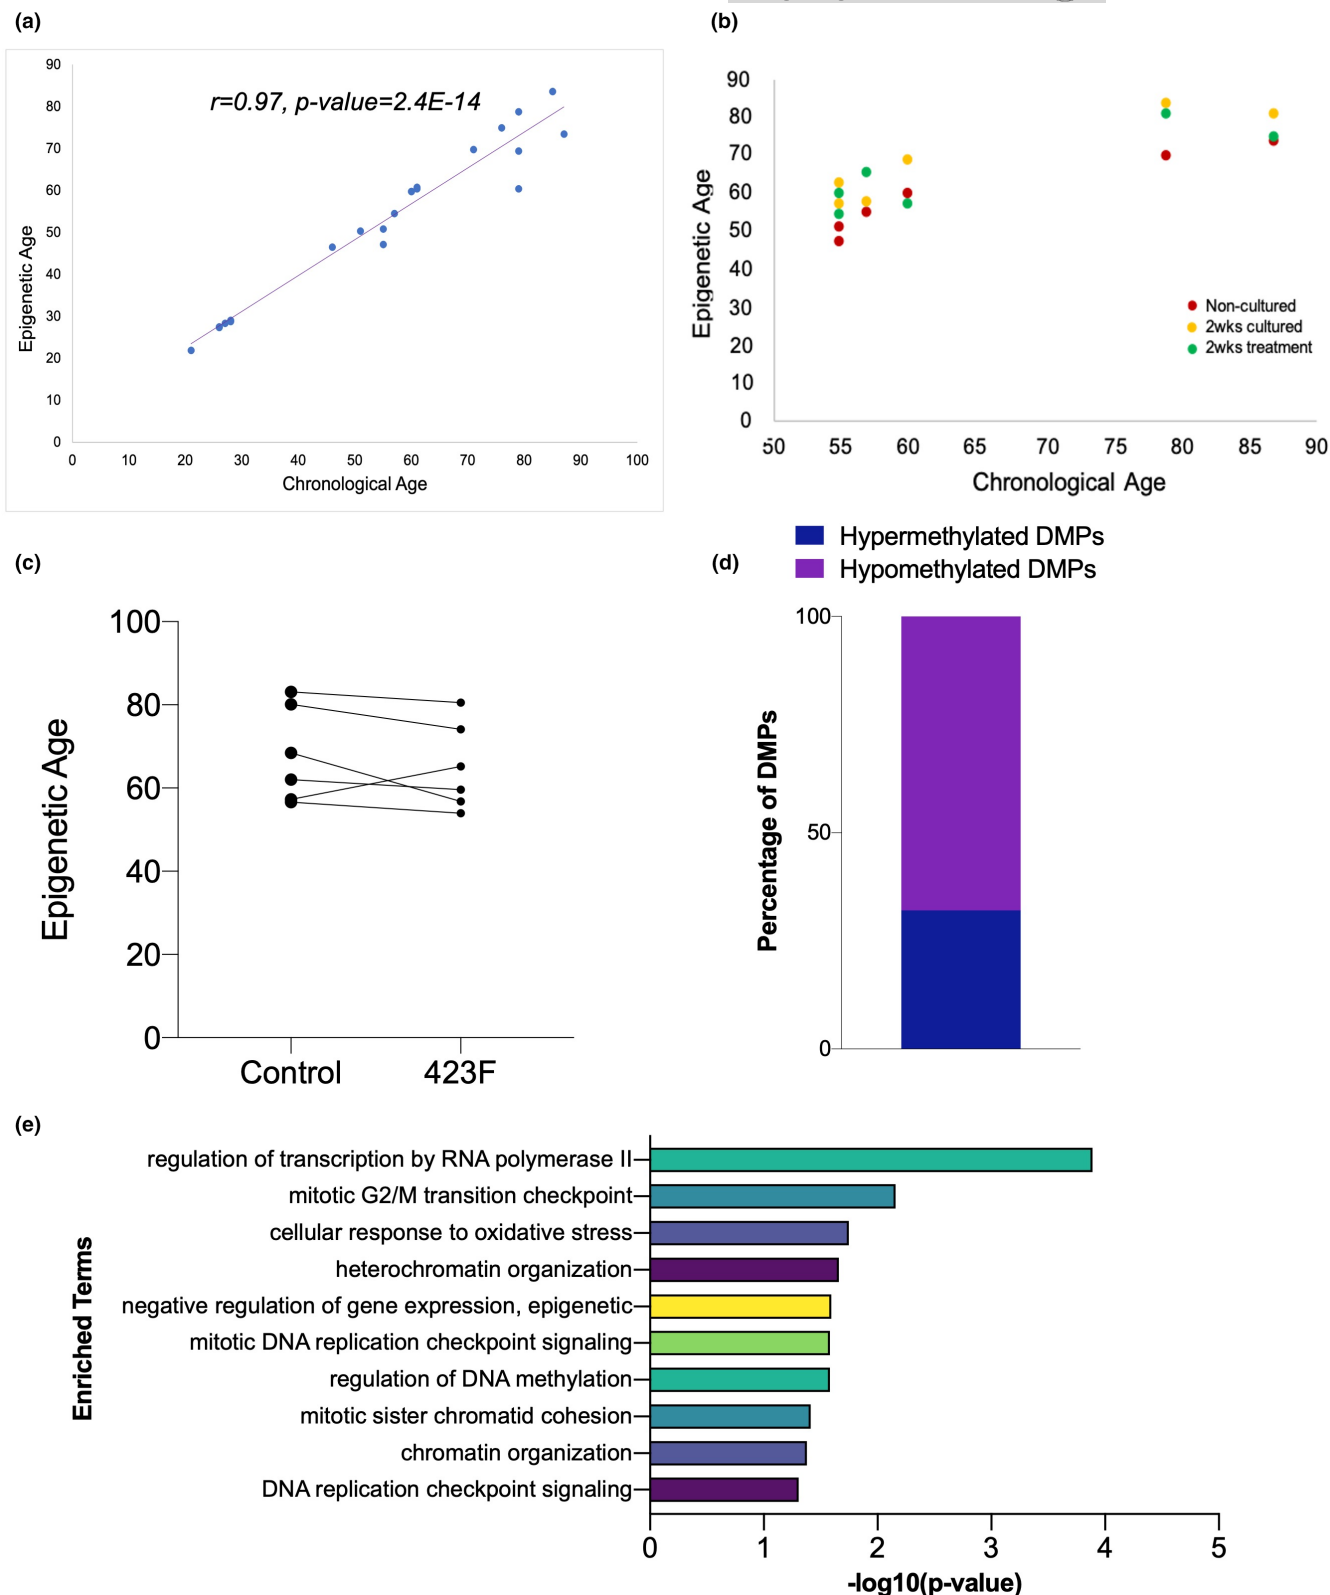 (a)
r=0.97, p-value=2.4E-14
90
80
70
60
50
40
30
20
10
0
Epigenetic Age
0 10 20 30 40 50 60 70 80 90 100
Chronological Age
(b)
90
80
70
60
50
40
30
20
10
0
Epigenetic Age
Non-cultured
2wks cultured
2wks treatment
50 55 60 65 70 75 80 85 90
Chronological Age
(c)
100
80
60
40
20
0
Epigenetic Age
Control 423F
(d)
Hypermethylated DMPs
Hypomethylated DMPs
100
50
0
Percentage of DMPs
(e)
Enriched Terms
regulation of transcription by RNA polymerase II
mitotic G2/M transition checkpoint
cellular response to oxidative stress
heterochromatin organization
negative regulation of gene expression, epigenetic
mitotic DNA replication checkpoint signaling
regulation of DNA methylation
mitotic sister chromatid cohesion
chromatin organization
DNA replication checkpoint signaling
0 1 2 3 4 5
-log10(p-value)